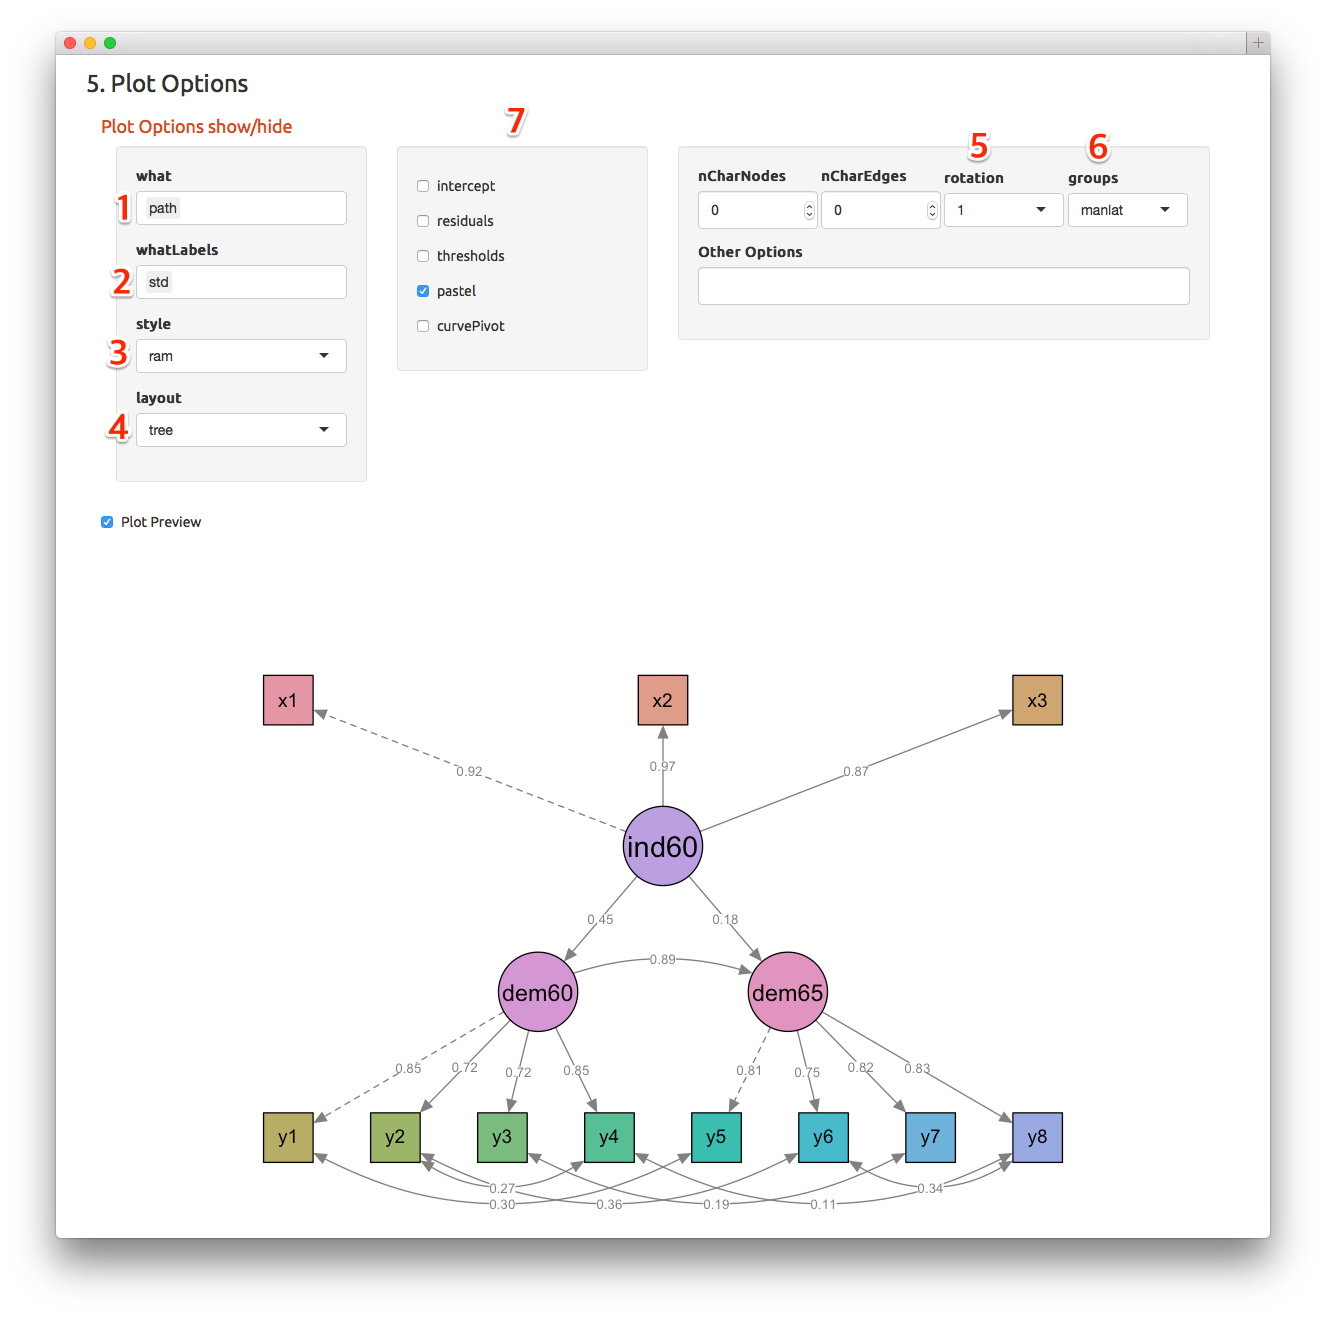 5. Plot Options
Plot Options show/hide
7
what
1
path
whatLabels
2
std
style
3
ram
layout
4
tree
intercept
residuals
thresholds
pastel
curvePivot
5
6
nCharNodes nCharEdges rotation groups
0 0 1 manlat
Other Options
Plot Preview
x1 x2 x3
0.92 0.97 0.87
ind60
0.45 0.18
0.89
dem60 dem65
0.85 0.72 0.72 0.85 0.81 0.75 0.82 0.83
y1 y2 y3 y4 y5 y6 y7 y8
0.27 0.34
0.30 0.36 0.19 0.11